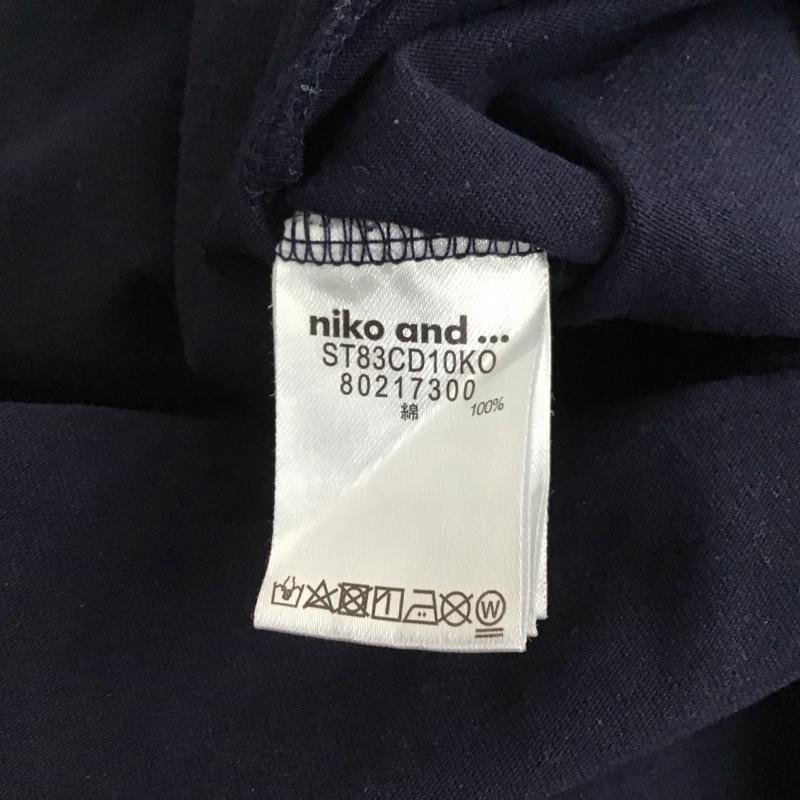 niko and ...
ST83CD10KO
80217300
綿 100%
W